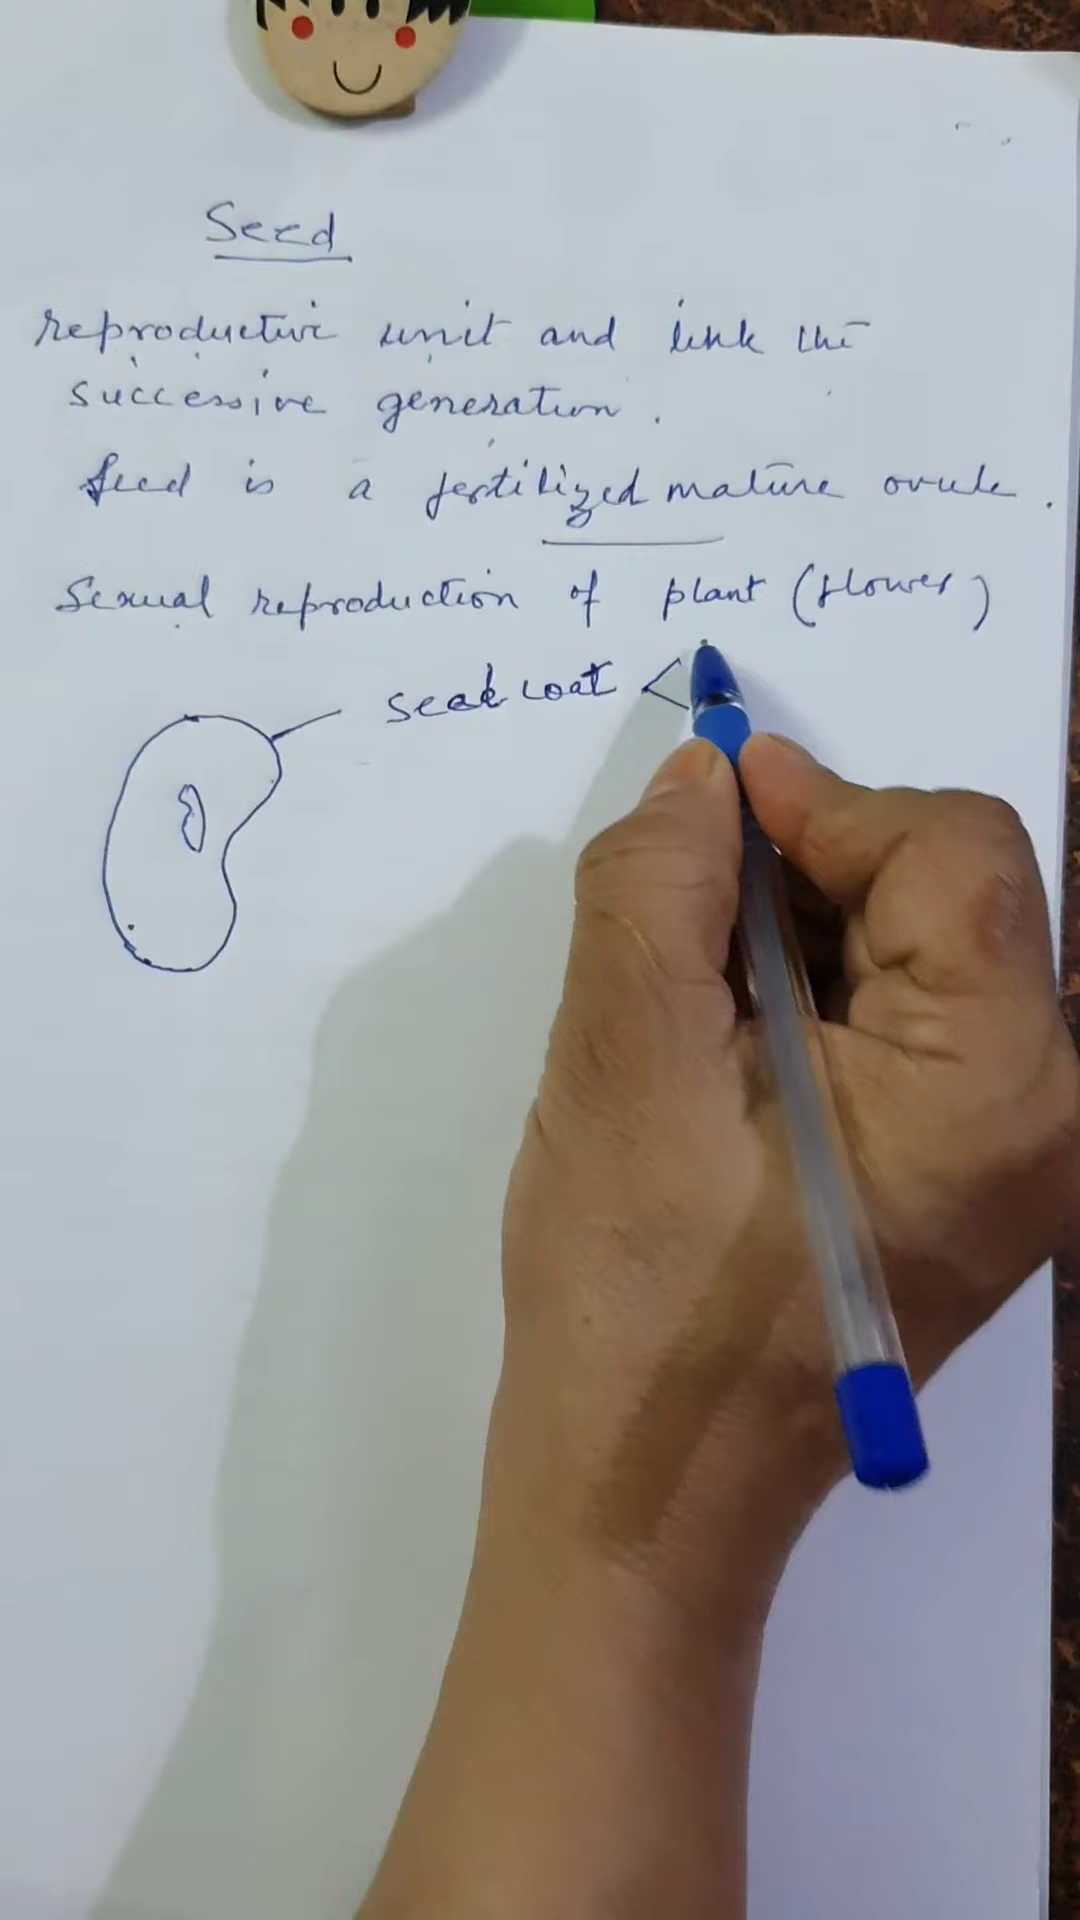 Seed
reproductive unit and link the
successive generation.
Seed is a fertilized mature ovule.
Sexual reproduction of plant (flower)
seed coat <